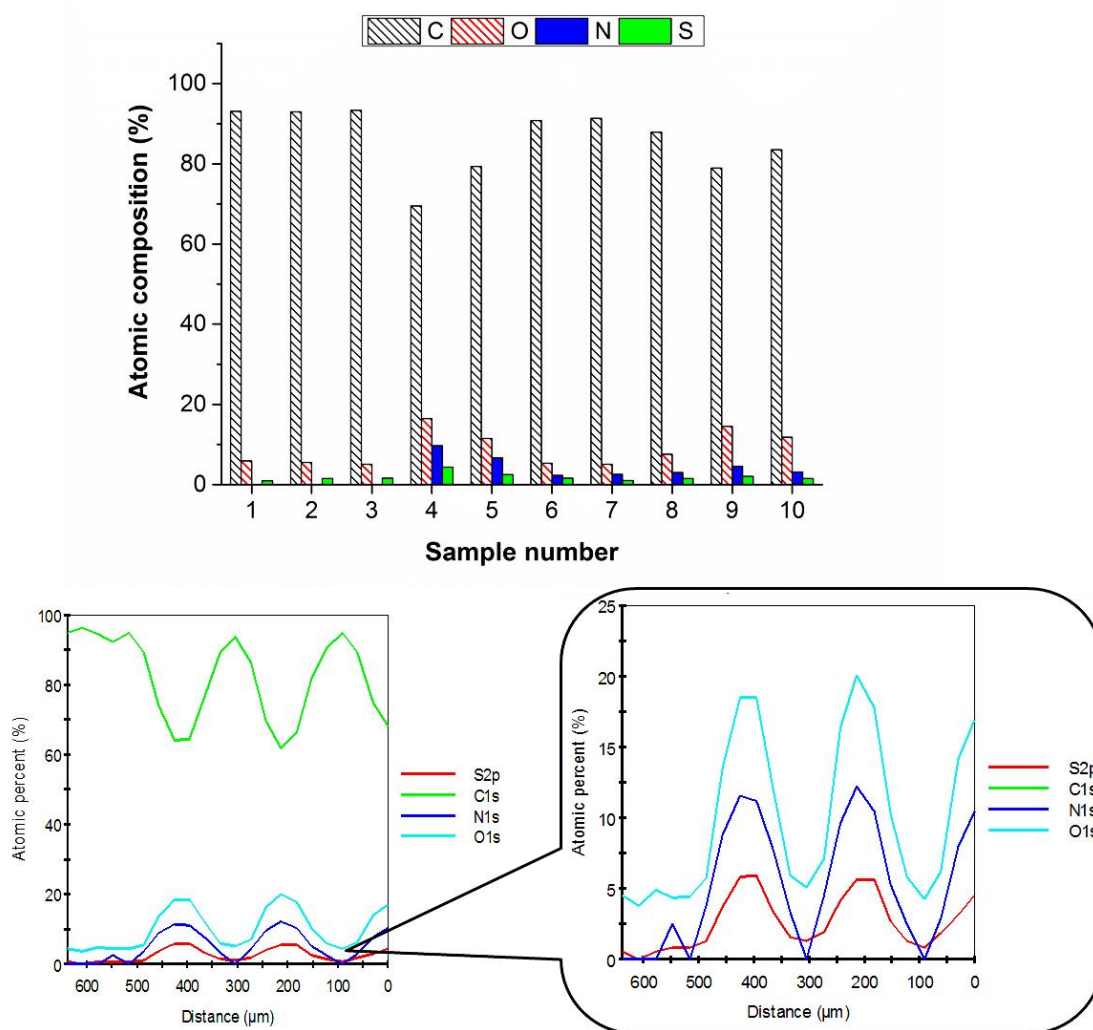 C O N S
Atomic composition (%)
100
80
60
40
20
0
1 2 3 4 5 6 7 8 9 10
Sample number
Atomic percent (%)
100
80
60
40
20
0
600 500 400 300 200 100 0
Distance (µm)
S2p
C1s
N1s
O1s
Atomic percent (%)
25
20
15
10
5
0
600 500 400 300 200 100 0
Distance (µm)
S2p
C1s
N1s
O1s